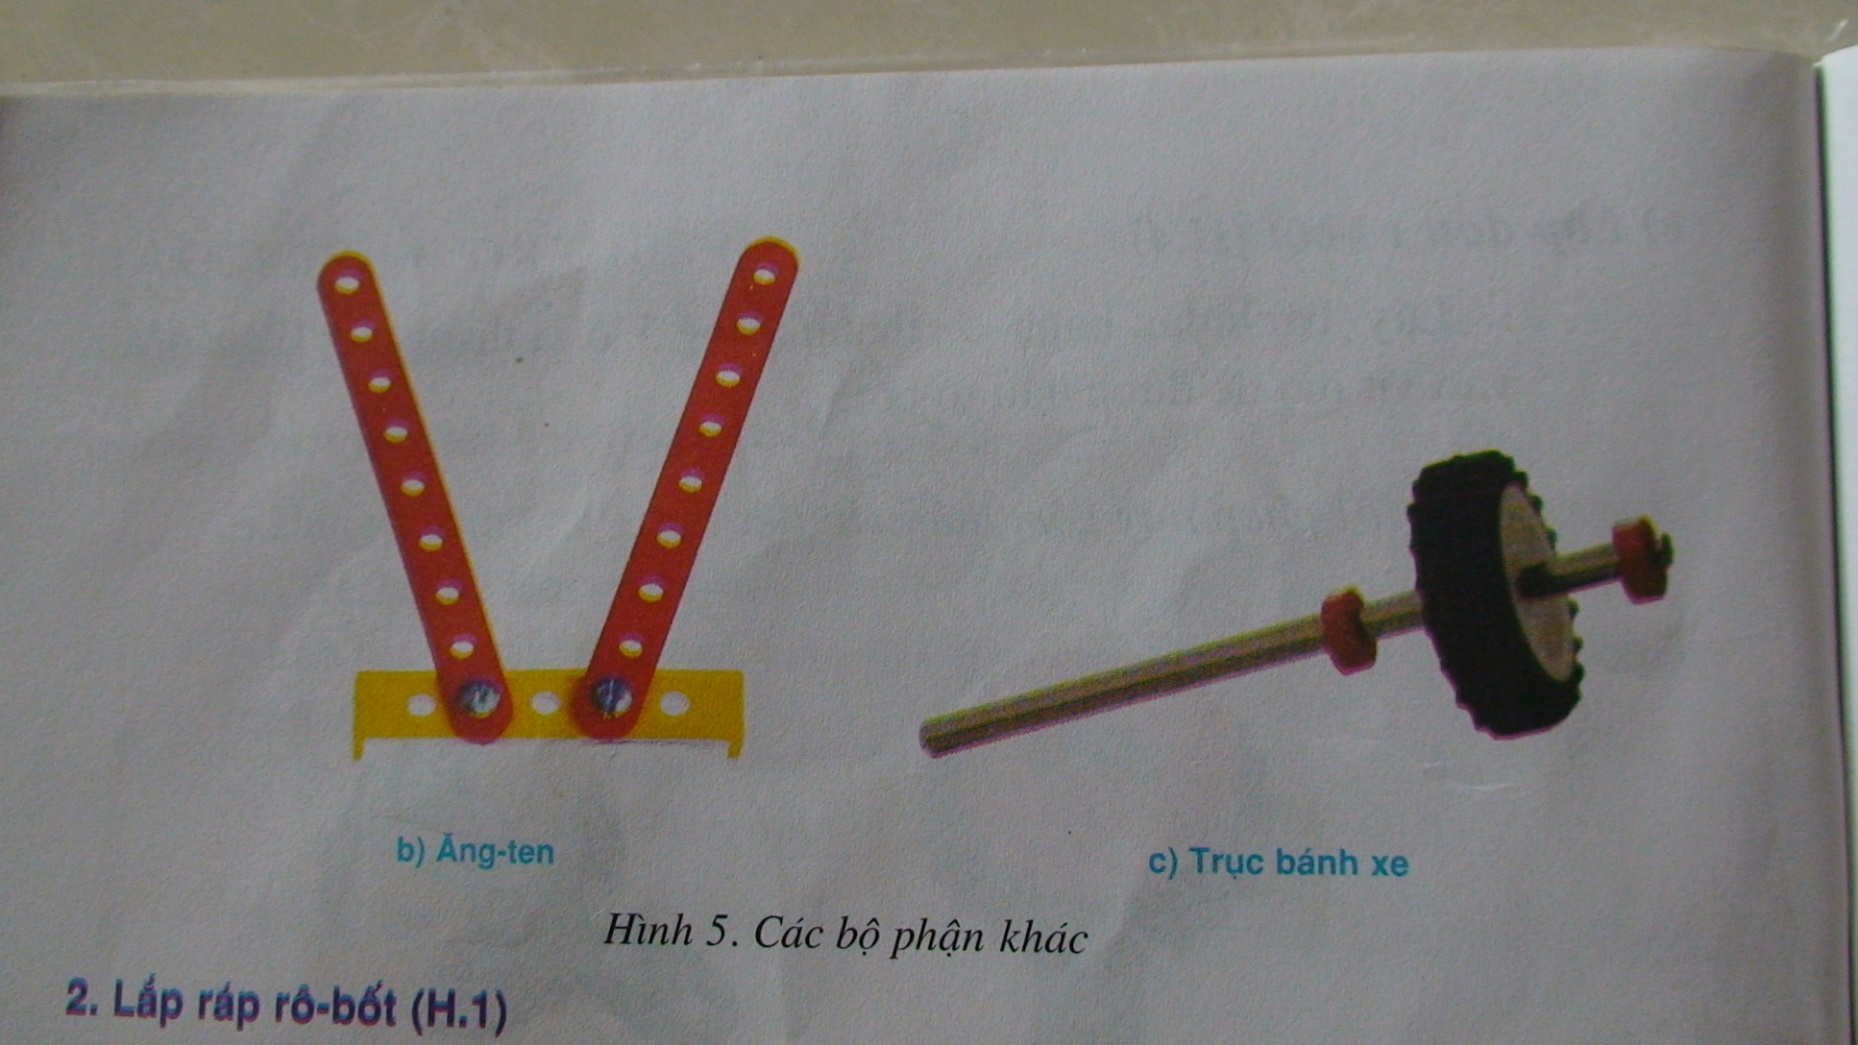 b) Ăng-ten
c) Trục bánh xe
Hình 5. Các bộ phận khác
2. Lắp ráp rô-bốt (H.1)